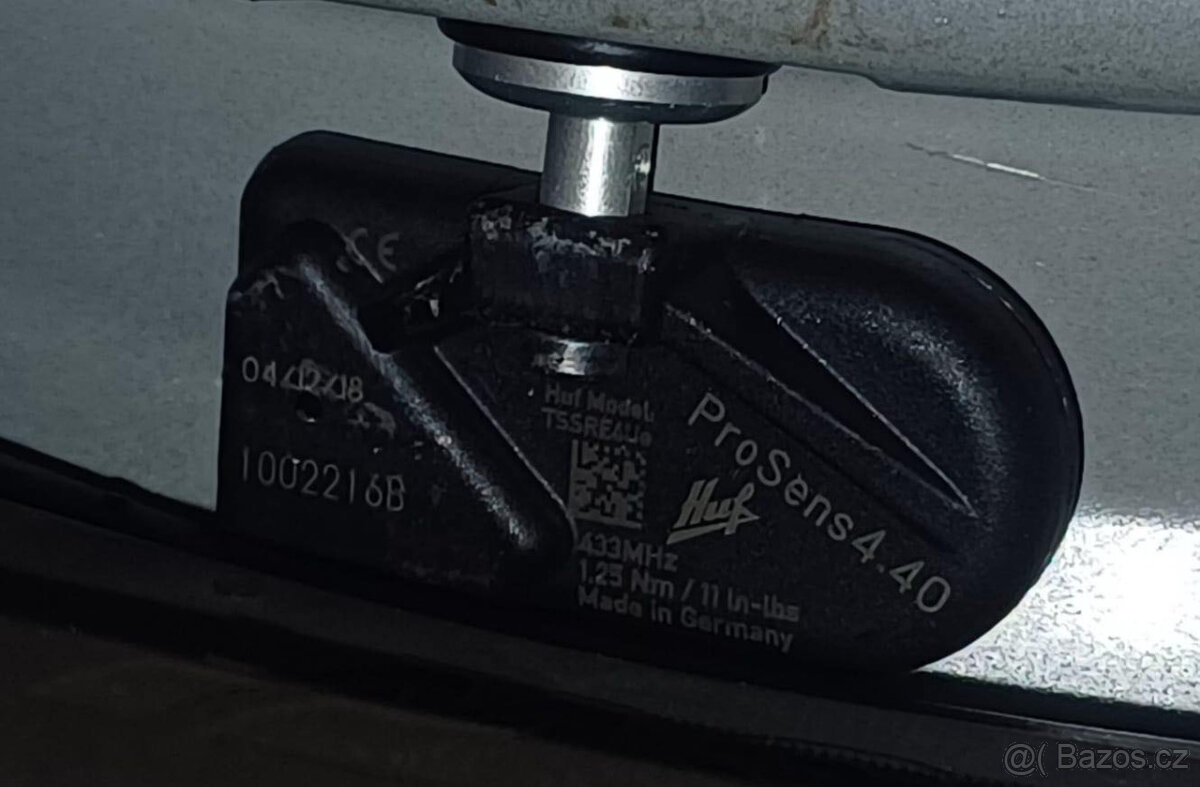 CE
04/12/18
1002216B
Huf Model:
TSSRE4Ue
ProSens4.40
Huf
433MHz
1.25 Nm / 11 in-lbs
Made in Germany
@( Bazos.cz